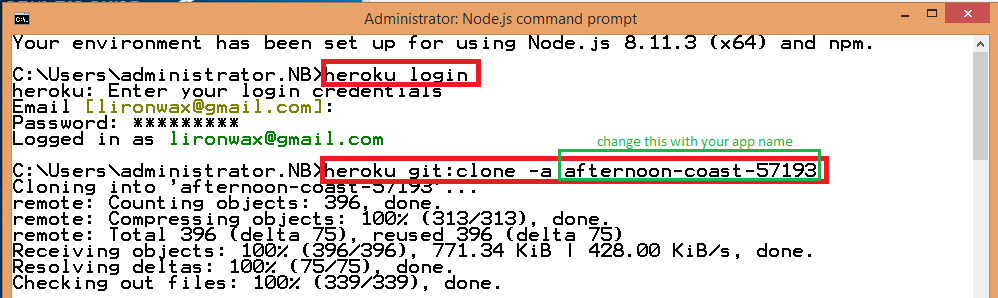 Administrator: Node.js command prompt
Your environment has been set up for using Node.js 8.11.3 (x64) and npm.
C:\Users\administrator.NB>heroku login
heroku: Enter your login credentials
Email [lironwax@gmail.com]:
Password: *********
Logged in as lironwax@gmail.com
change this with your app name
C:\Users\administrator.NB>heroku git:clone -a afternoon-coast-57193
Cloning into 'afternoon-coast-57193'...
remote: Counting objects: 396, done.
remote: Compressing objects: 100% (313/313), done.
remote: Total 396 (delta 75), reused 396 (delta 75)
Receiving objects: 100% (396/396), 771.34 KiB | 428.00 KiB/s, done.
Resolving deltas: 100% (75/75), done.
Checking out files: 100% (339/339), done.